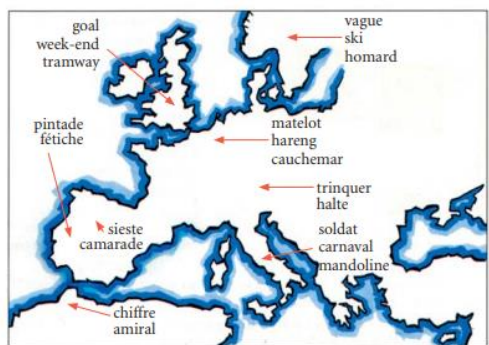 goal
week-end
tramway
vague
ski
homard
pintade
fétiche
matelot
hareng
cauchemar
trinquer
halte
sieste
camarade
soldat
carnaval
mandoline
chiffre
amiral